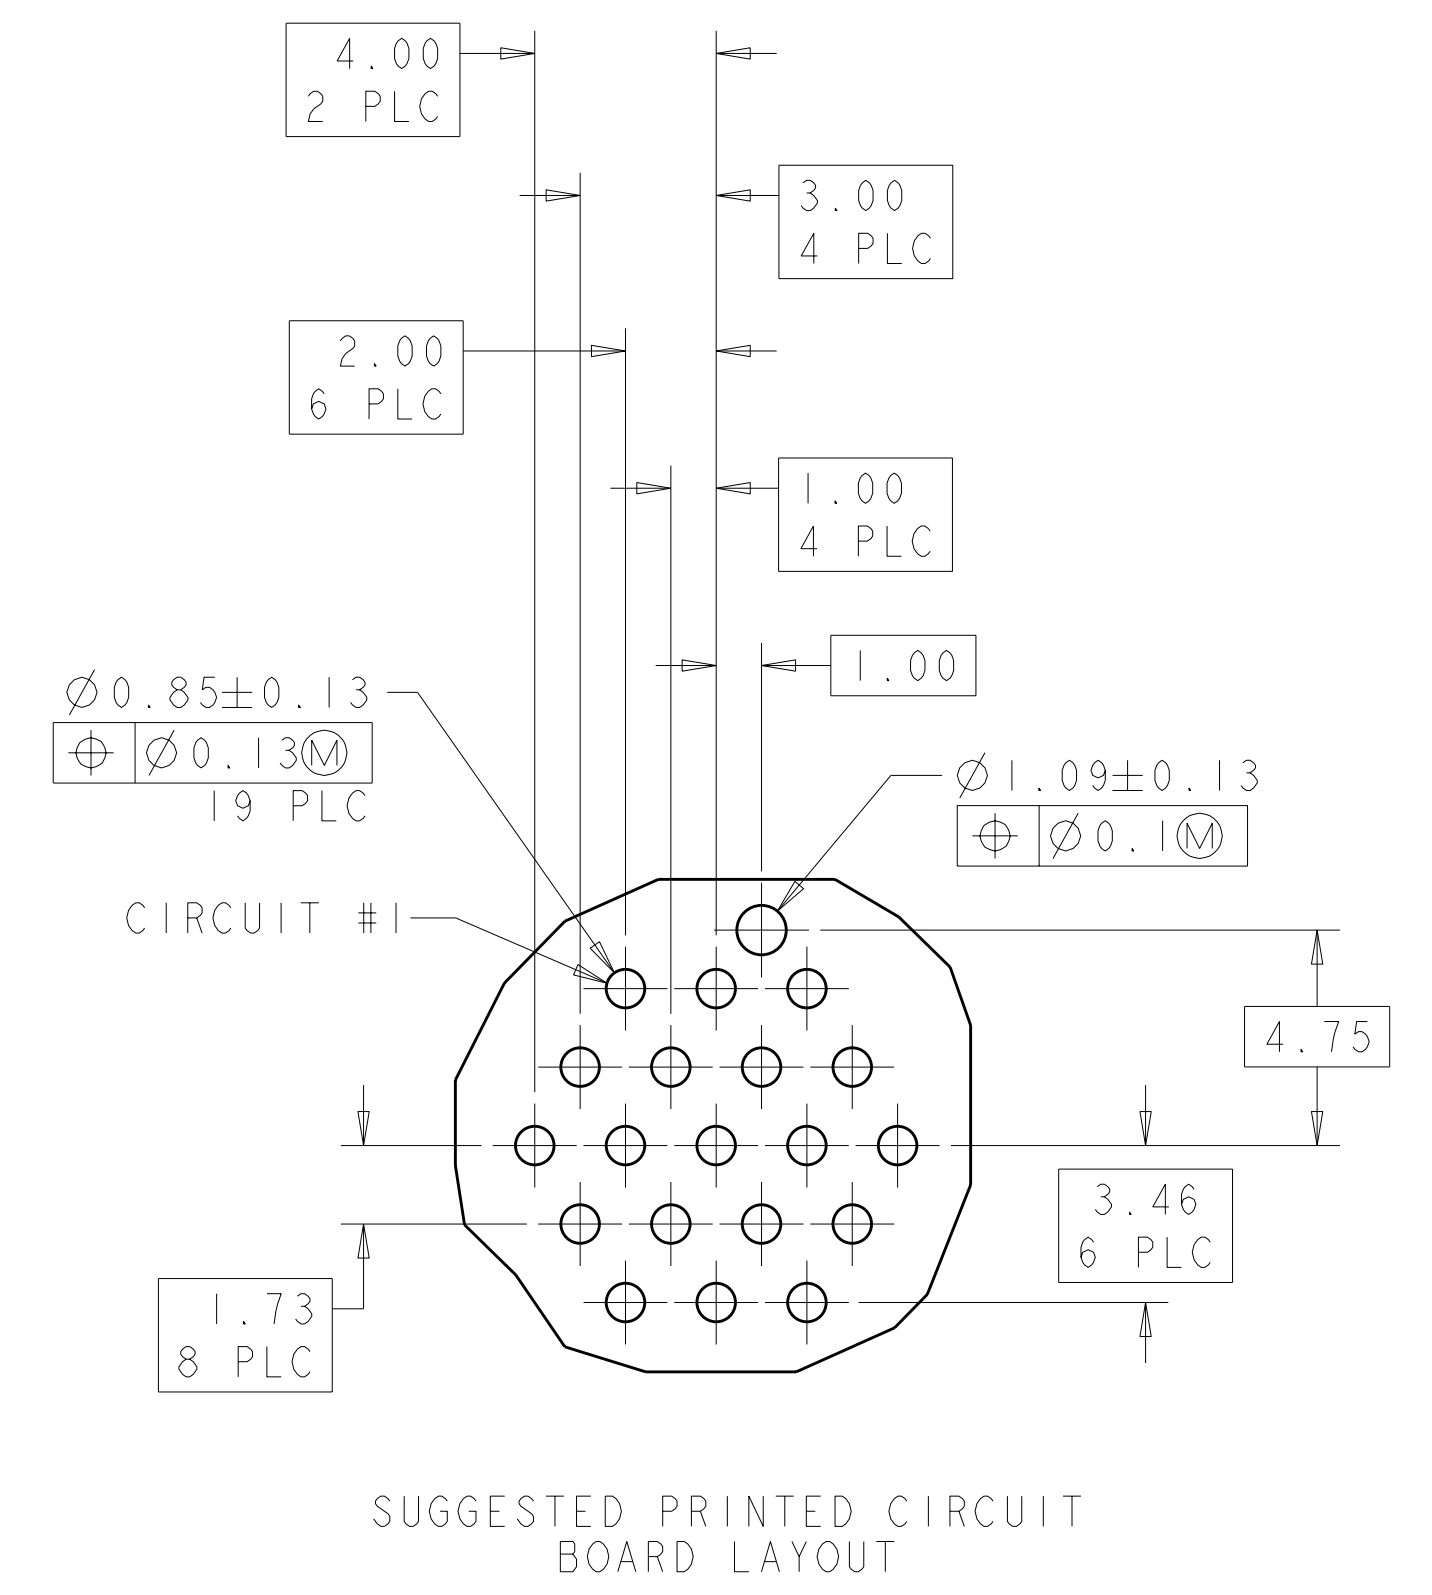 4.00
2 PLC
3.00
4 PLC
2.00
6 PLC
1.00
4 PLC
1.00
Ø0.85±0.13
⌖ Ø0.13Ⓜ
19 PLC
Ø1.09±0.13
⌖ Ø0.1Ⓜ
CIRCUIT #1
4.75
3.46
6 PLC
1.73
8 PLC
SUGGESTED PRINTED CIRCUIT
BOARD LAYOUT